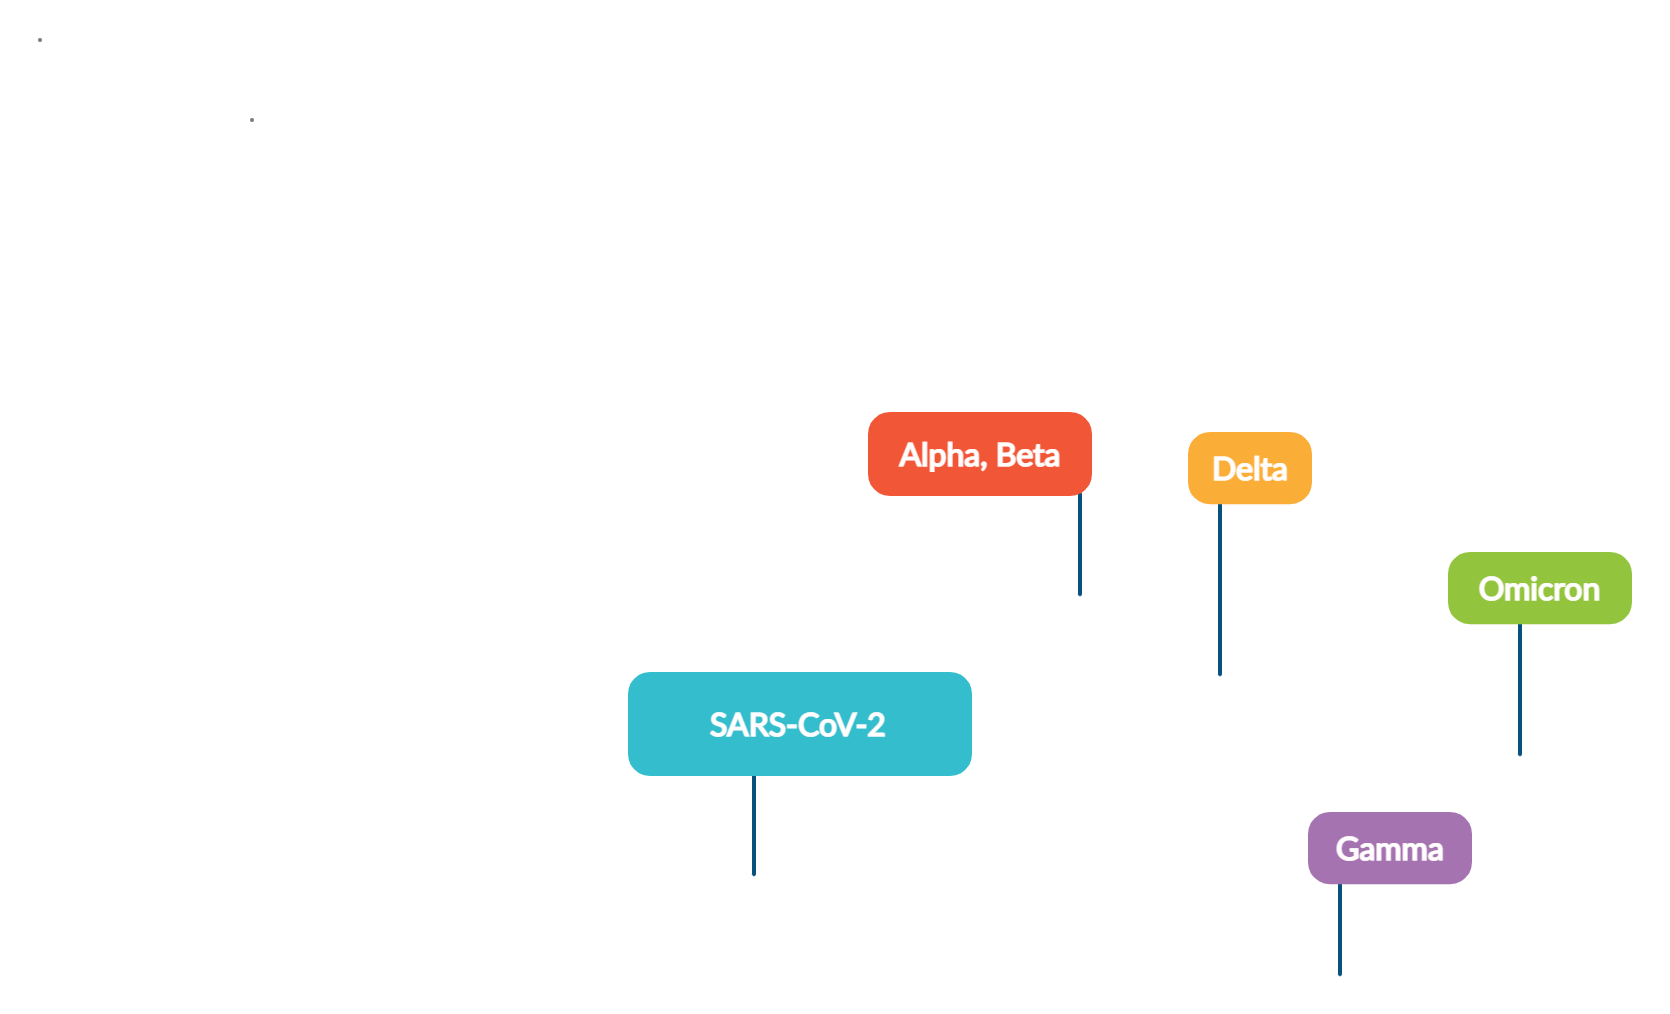 Alpha, Beta
Delta
Omicron
SARS-CoV-2
Gamma